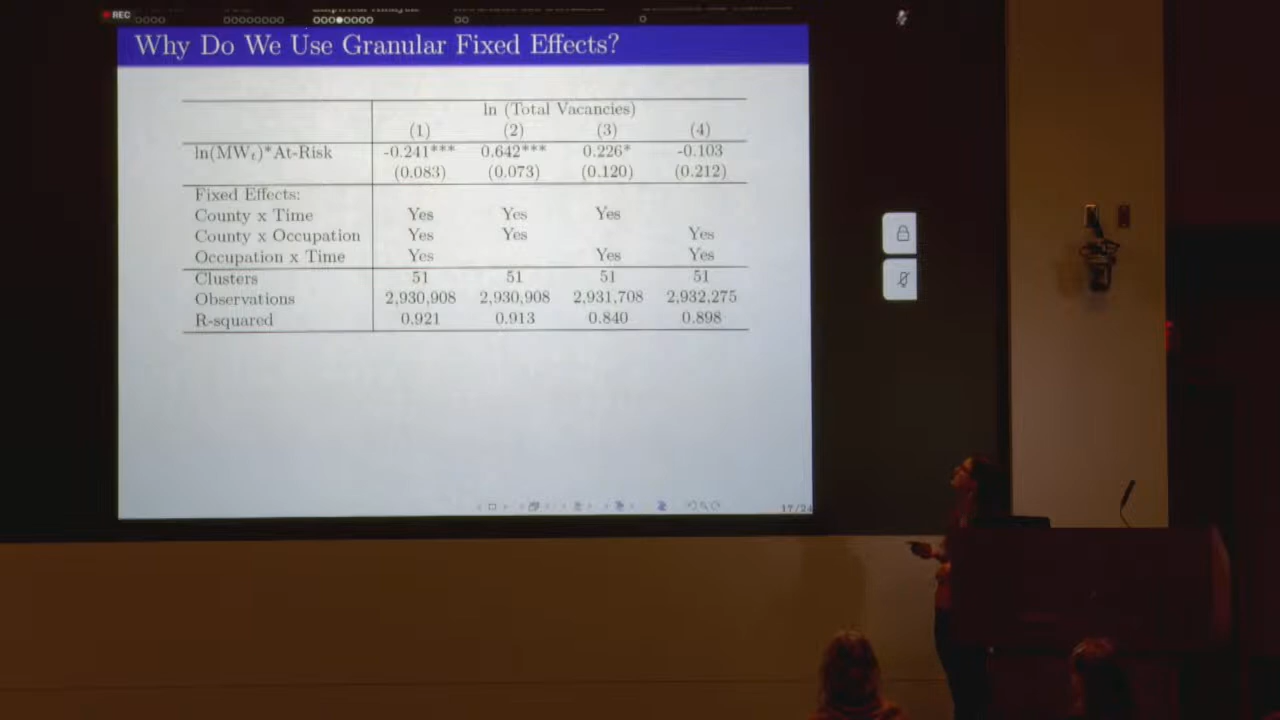 REC
Why Do We Use Granular Fixed Effects?
ln (Total Vacancies)
(1) (2) (3) (4)
ln(MWt)*At-Risk -0.241*** 0.642*** 0.226* -0.103
(0.083) (0.073) (0.120) (0.212)
Fixed Effects:
County x Time Yes Yes Yes
County x Occupation Yes Yes Yes
Occupation x Time Yes Yes Yes
Clusters 51 51 51 51
Observations 2,930,908 2,930,908 2,931,708 2,932,275
R-squared 0.921 0.913 0.840 0.898
17/24